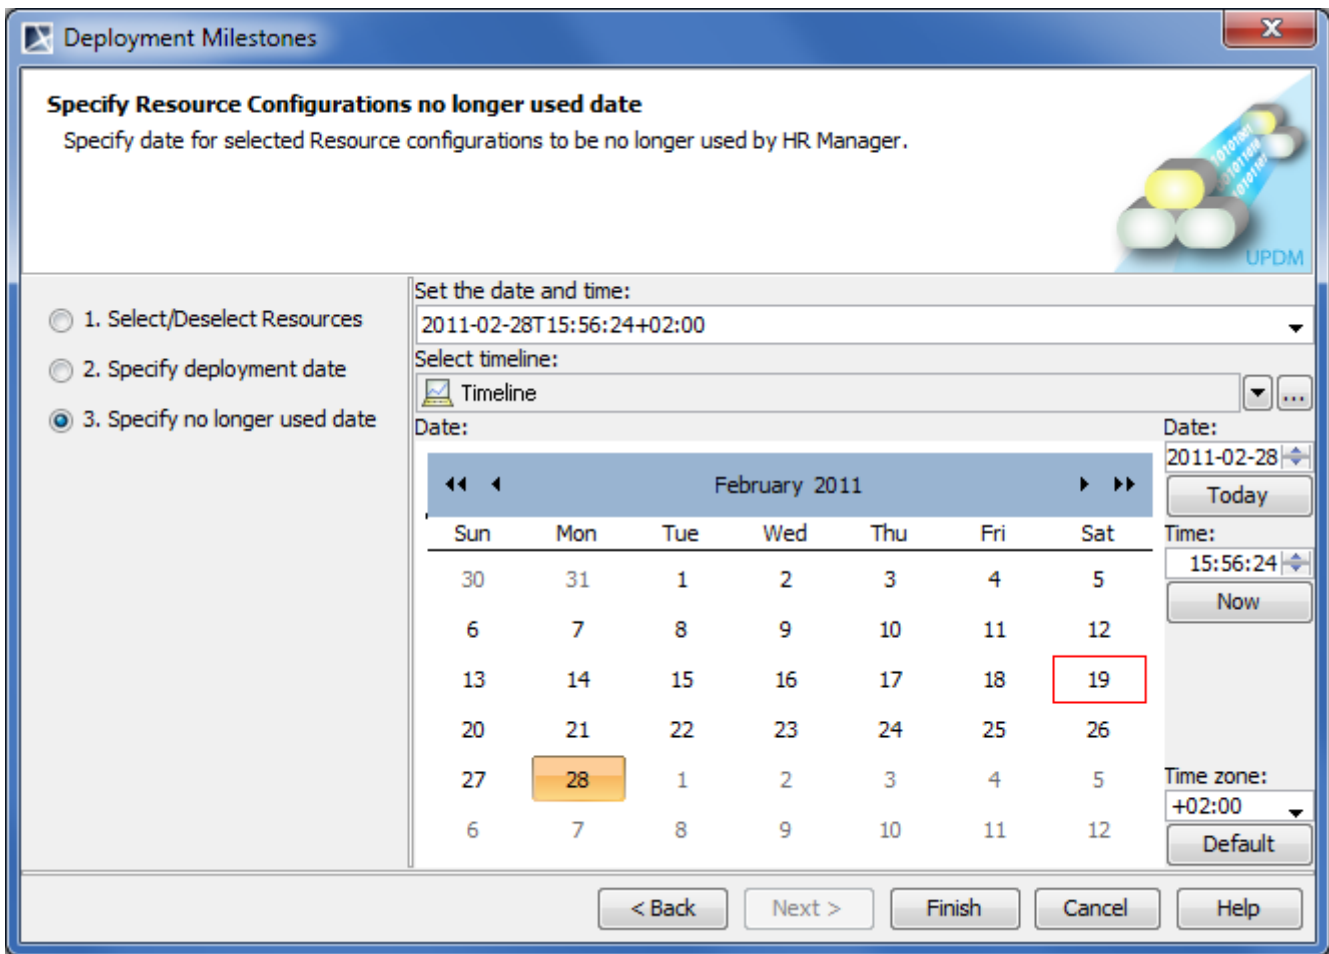 Deployment Milestones
Specify Resource Configurations no longer used date
Specify date for selected Resource configurations to be no longer used by HR Manager.
UPDM
1. Select/Deselect Resources
2. Specify deployment date
3. Specify no longer used date
Set the date and time:
2011-02-28T15:56:24+02:00
Select timeline:
Timeline
...
Date:
February 2011
Sun Mon Tue Wed Thu Fri Sat
30 31 1 2 3 4 5
6 7 8 9 10 11 12
13 14 15 16 17 18 19
20 21 22 23 24 25 26
27 28 1 2 3 4 5
6 7 8 9 10 11 12
Date:
2011-02-28
Today
Time:
15:56:24
Now
Time zone:
+02:00
Default
< Back Next > Finish Cancel Help